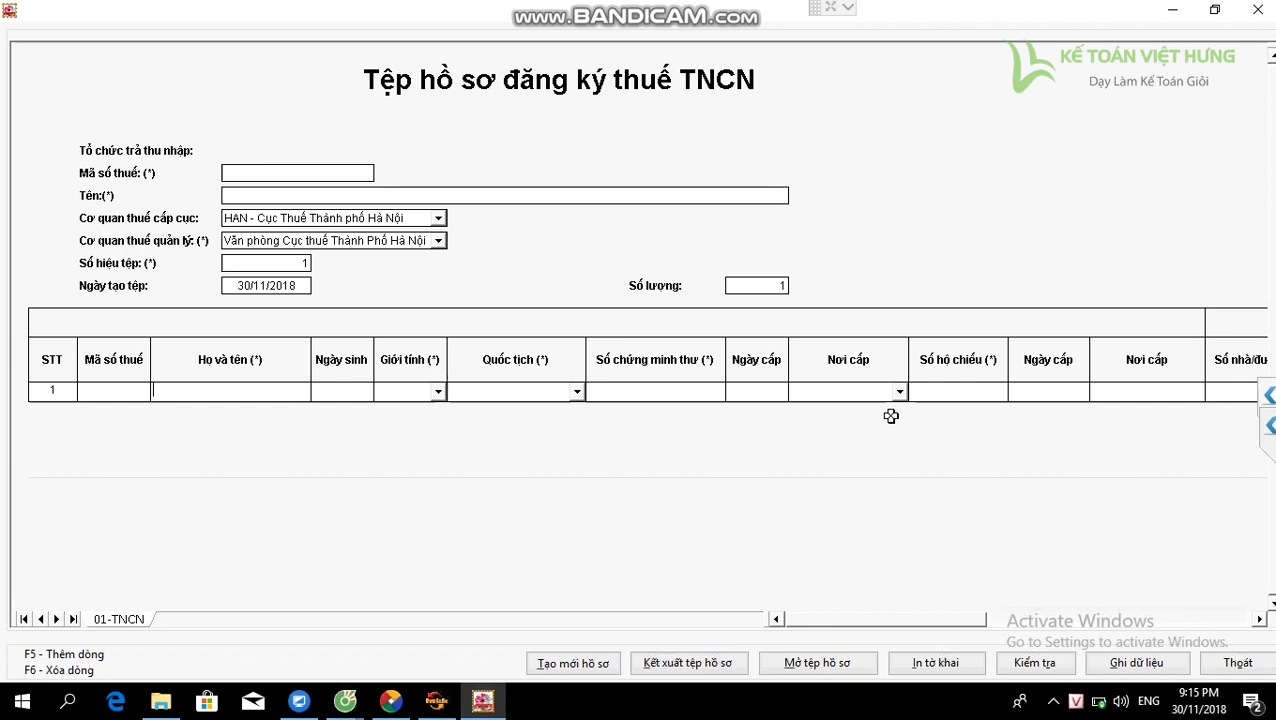 www.BANDICAM.com
KẾ TOÁN VIỆT HƯNG
Dạy Làm Kế Toán Giỏi
Tệp hồ sơ đăng ký thuế TNCN
Tổ chức trả thu nhập:
Mã số thuế: (*)
Tên:(*)
Cơ quan thuế cấp cục: HAN - Cục Thuế Thành phố Hà Nội
Cơ quan thuế quản lý: (*) Văn phòng Cục thuế Thành Phố Hà Nội
Số hiệu tệp: (*) 1
Ngày tạo tệp: 30/11/2018 Số lượng: 1
STT Mã số thuế Họ và tên (*) Ngày sinh Giới tính (*) Quốc tịch (*) Số chứng minh thư (*) Ngày cấp Nơi cấp Số hộ chiếu (*) Ngày cấp Nơi cấp Số nhà/đư
1
01-TNCN
Activate Windows
Go to Settings to activate Windows.
F5 - Thêm dòng
F6 - Xóa dòng
Tạo mới hồ sơ Kết xuất tệp hồ sơ Mở tệp hồ sơ In tờ khai Kiểm tra Ghi dữ liệu Thoát
ENG 9:15 PM
30/11/2018 2